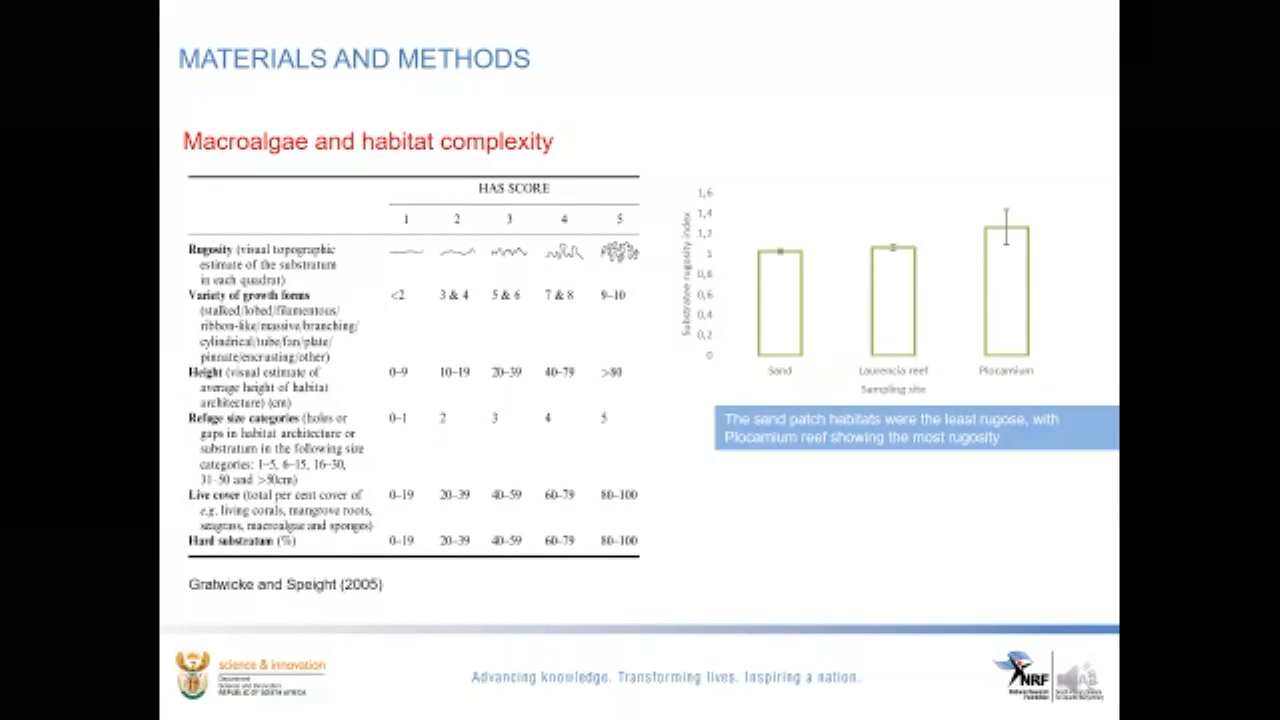 MATERIALS AND METHODS
Macroalgae and habitat complexity
HAS SCORE
1 2 3 4 5
Rugosity (visual topographic
estimate of the substratum
in each quadrat)
Variety of growth forms <2 3 & 4 5 & 6 7 & 8 9–10
(stalked/lobed/filamentous/
ribbon-like/massive/branching/
cylindrical/tube/fan/plate/
pinnate/encrusting/other)
Height (visual estimate of 0–9 10–19 20–39 40–79 >80
average height of habitat
architecture) (cm)
Refuge size categories (holes or 0–1 2 3 4 5
gaps in habitat architecture or
substratum in the following size
categories: 1–5, 6–15, 16–30,
31–50 and >50cm)
Live cover (total per cent cover of 0–19 20–39 40–59 60–79 80–100
e.g. living corals, mangrove roots,
seagrass, macroalgae and sponges)
Hard substratum (%) 0–19 20–39 40–59 60–79 80–100
Gratwicke and Speight (2005)
Substratee rugosity index
1,6
1,4
1,2
1
0,8
0,6
0,4
0,2
0
Sand Laurencia reef Plocamium
Sampling site
The sand patch habitats were the least rugose, with
Plocamium reef showing the most rugosity
science & innovation
Department:
Science and Innovation
REPUBLIC OF SOUTH AFRICA
Advancing knowledge. Transforming lives. Inspiring a nation.
NRF
National Research
Foundation